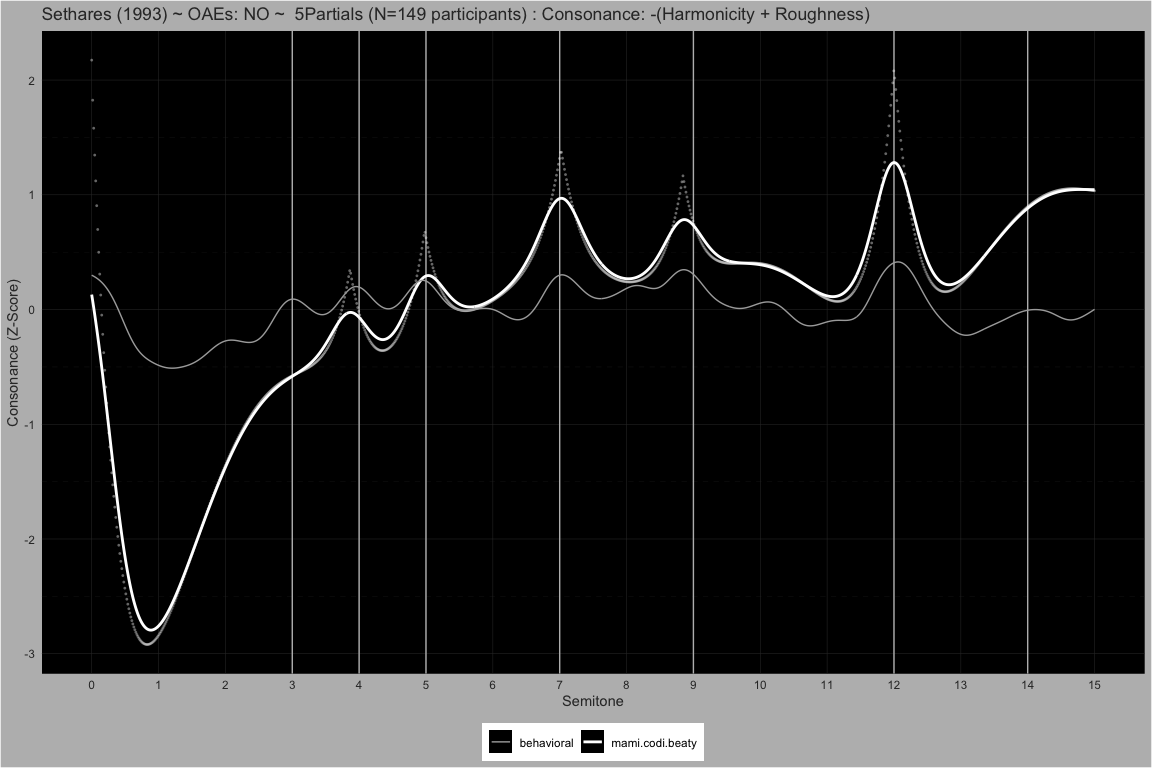 Sethares (1993) ~ OAEs: NO ~  5Partials (N=149 participants) : Consonance: -(Harmonicity + Roughness)
Consonance (Z-Score)
2
1
0
-1
-2
-3
0 1 2 3 4 5 6 7 8 9 10 11 12 13 14 15
Semitone
behavioral mami.codi.beaty